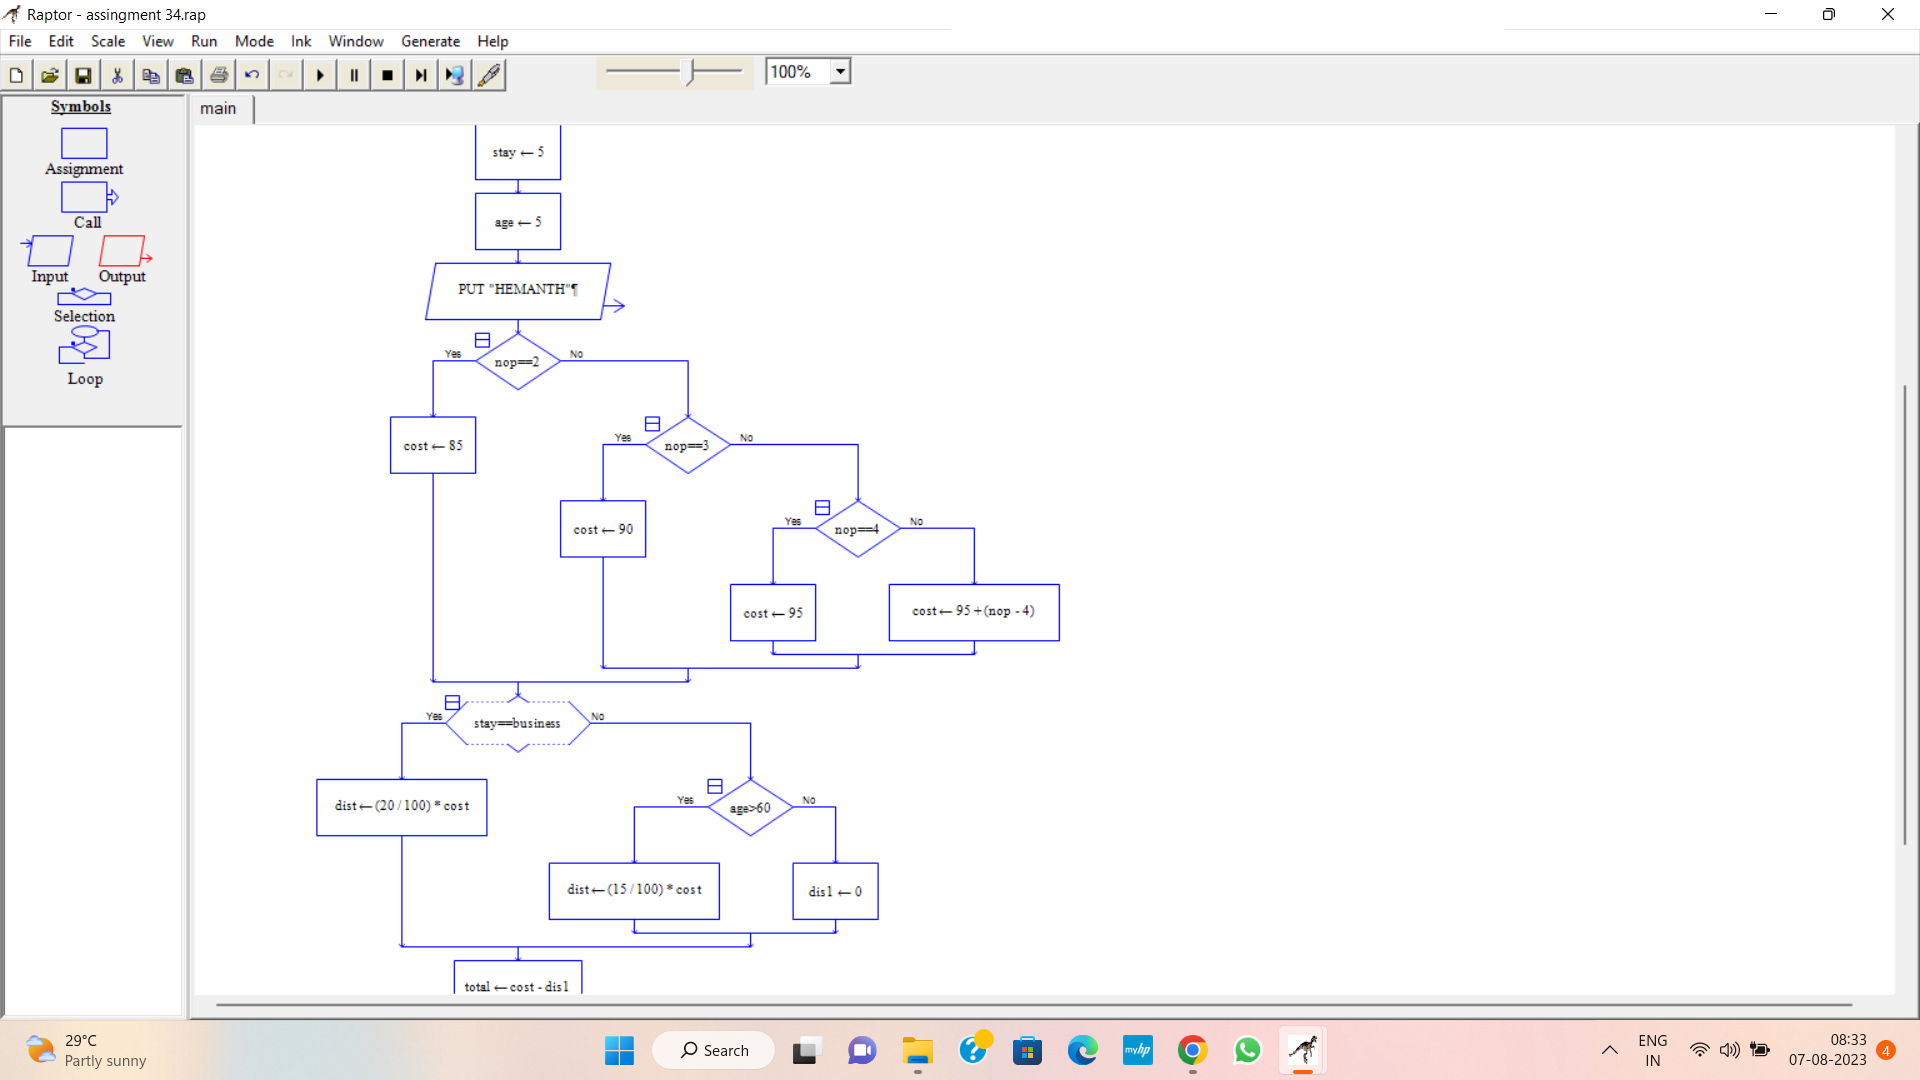 Raptor - assingment 34.rap
File Edit Scale View Run Mode Ink Window Generate Help
100%
Symbols
main
Assignment
Call
Input Output
Selection
Loop
stay ← 5
age ← 5
PUT "HEMANTH"¶
Yes nop==2 No
cost ← 85
Yes nop==3 No
cost ← 90
Yes nop==4 No
cost ← 95
cost ← 95 + (nop - 4)
Yes stay==business No
dist ← (20 / 100) * cost
Yes age>60 No
dist ← (15 / 100) * cost
dis1 ← 0
total ← cost - dis1
29°C
Partly sunny
Search
myhp
ENG
IN
08:33
07-08-2023
4